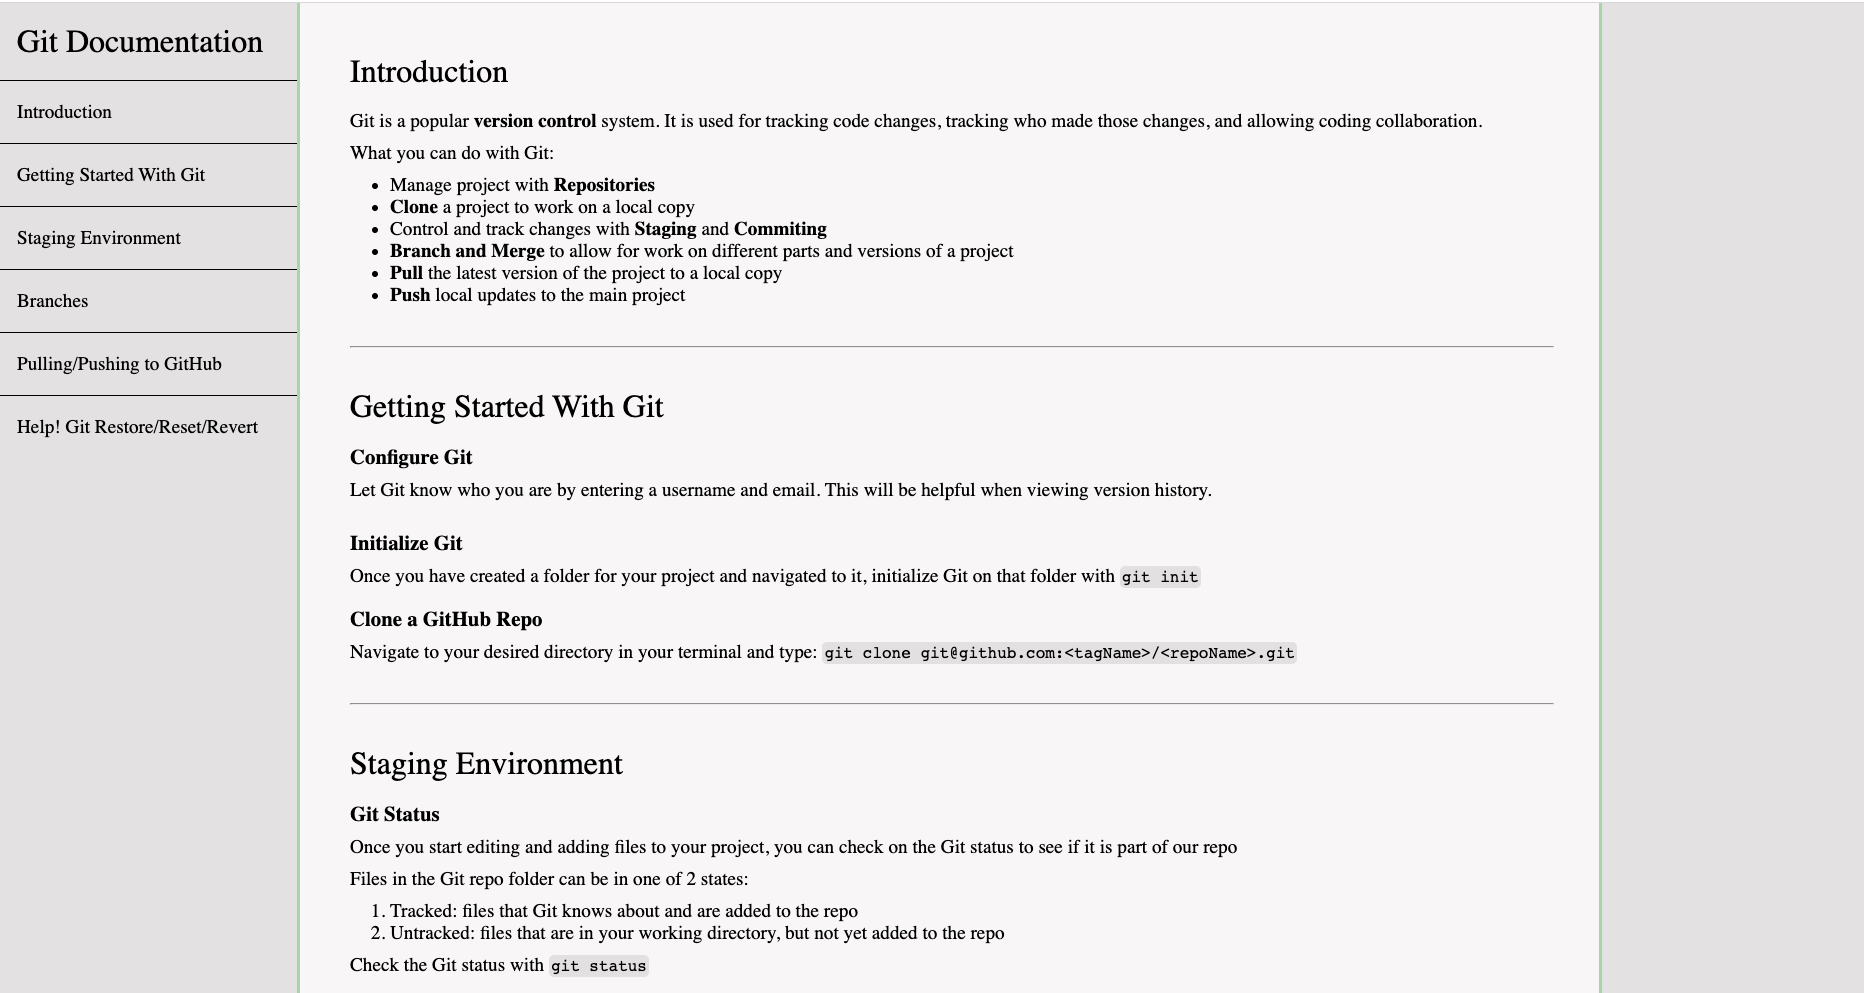 Git Documentation
Introduction
Getting Started With Git
Staging Environment
Branches
Pulling/Pushing to GitHub
Help! Git Restore/Reset/Revert
Introduction
Git is a popular version control system. It is used for tracking code changes, tracking who made those changes, and allowing coding collaboration.
What you can do with Git:
• Manage project with Repositories
• Clone a project to work on a local copy
• Control and track changes with Staging and Commiting
• Branch and Merge to allow for work on different parts and versions of a project
• Pull the latest version of the project to a local copy
• Push local updates to the main project
Getting Started With Git
Configure Git
Let Git know who you are by entering a username and email. This will be helpful when viewing version history.
Initialize Git
Once you have created a folder for your project and navigated to it, initialize Git on that folder with git init
Clone a GitHub Repo
Navigate to your desired directory in your terminal and type: git clone git@github.com:<tagName>/<repoName>.git
Staging Environment
Git Status
Once you start editing and adding files to your project, you can check on the Git status to see if it is part of our repo
Files in the Git repo folder can be in one of 2 states:
1. Tracked: files that Git knows about and are added to the repo
2. Untracked: files that are in your working directory, but not yet added to the repo
Check the Git status with git status